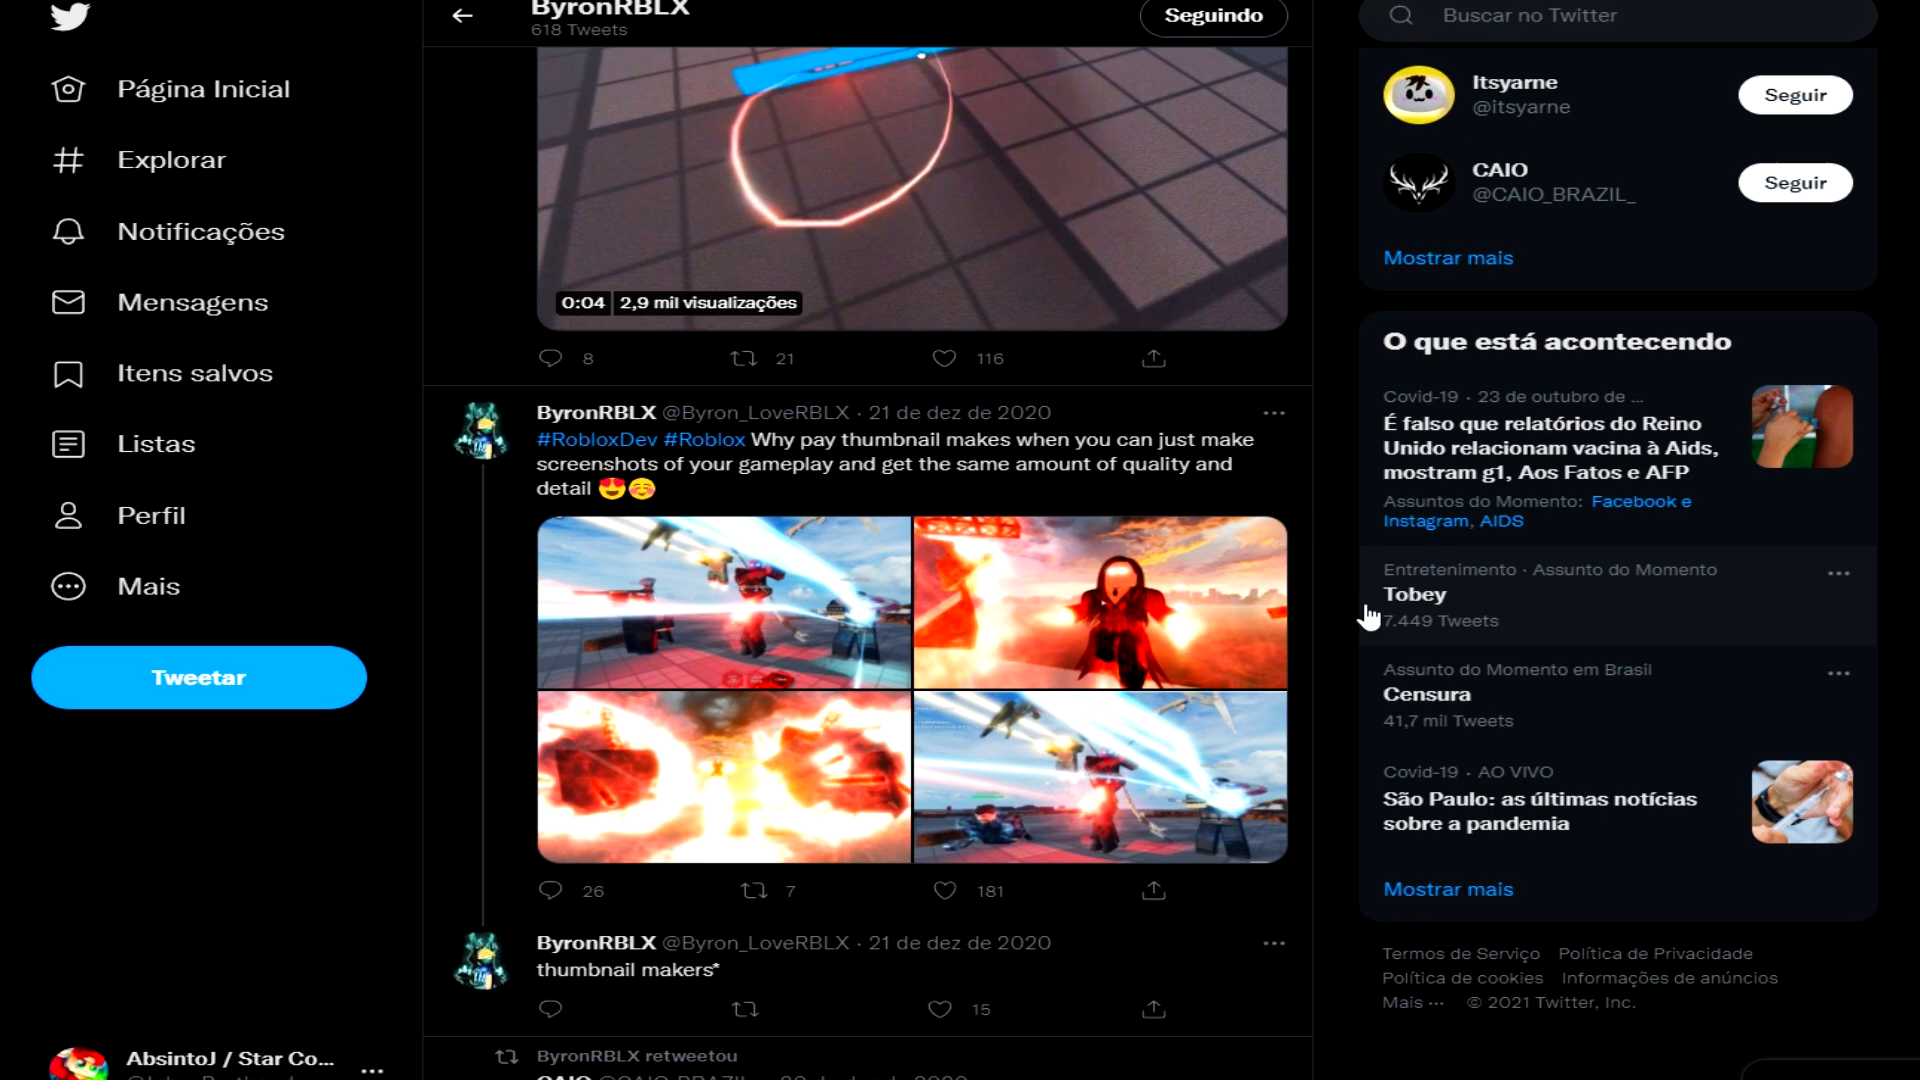 Página Inicial
Explorar
Notificações
Mensagens
Itens salvos
Listas
Perfil
Mais
Tweetar
AbsintoJ / Star Co...
ByronRBLX
618 Tweets
Seguindo
0:04 2,9 mil visualizações
8 21 116
ByronRBLX @Byron_LoveRBLX · 21 de dez de 2020
#RobloxDev #Roblox Why pay thumbnail makes when you can just make
screenshots of your gameplay and get the same amount of quality and
detail 😍☺️
26 7 181
ByronRBLX @Byron_LoveRBLX · 21 de dez de 2020
thumbnail makers*
15
ByronRBLX retweetou
Buscar no Twitter
Itsyarne
@itsyarne
Seguir
CAIO
@CAIO_BRAZIL_
Seguir
Mostrar mais
O que está acontecendo
Covid-19 · 23 de outubro de ...
É falso que relatórios do Reino
Unido relacionam vacina à Aids,
mostram g1, Aos Fatos e AFP
Assuntos do Momento: Facebook e
Instagram, AIDS
Entretenimento · Assunto do Momento
Tobey
7.449 Tweets
Assunto do Momento em Brasil
Censura
41,7 mil Tweets
Covid-19 · AO VIVO
São Paulo: as últimas notícias
sobre a pandemia
Mostrar mais
Termos de Serviço Política de Privacidade
Política de cookies Informações de anúncios
Mais ··· © 2021 Twitter, Inc.